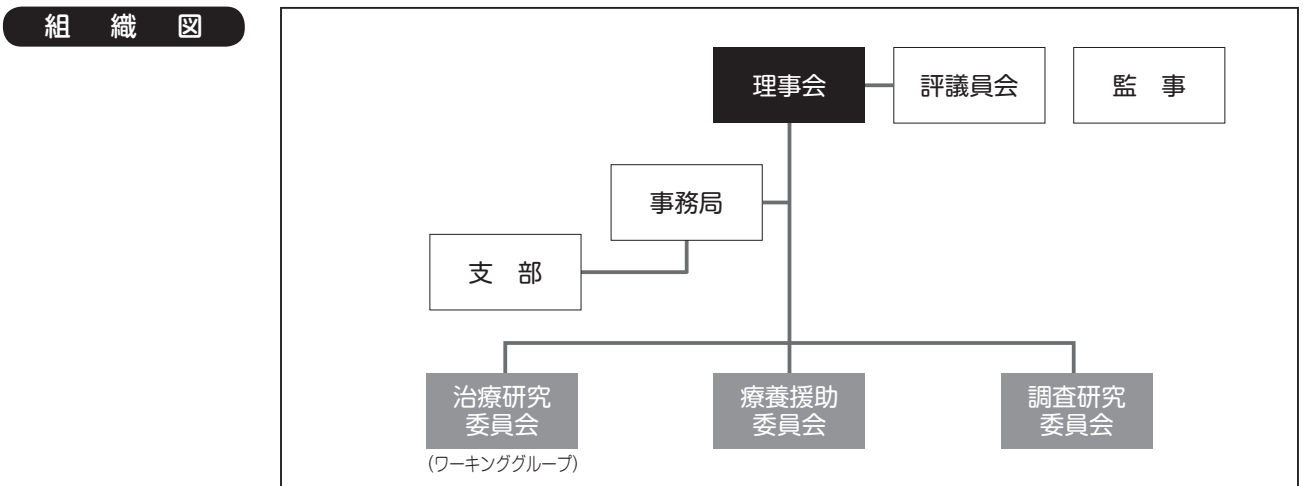 組 織 図
理事会
評議員会
監 事
事務局
支 部
治療研究
委員会
(ワーキンググループ)
療養援助
委員会
調査研究
委員会